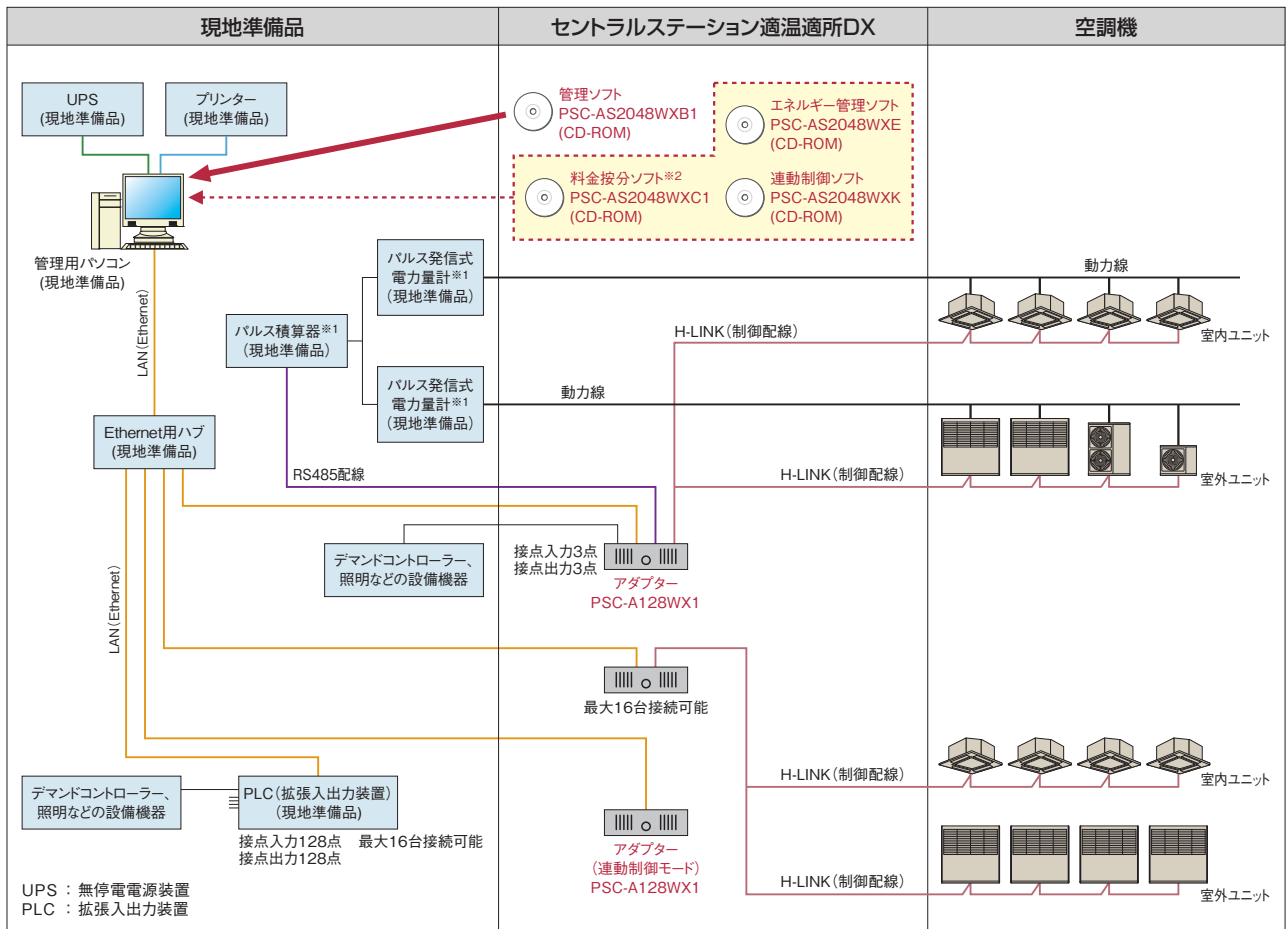 現地準備品
セントラルステーション適温適所DX
空調機
UPS
(現地準備品)
プリンター
(現地準備品)
管理ソフト
PSC-AS2048WXB1
(CD-ROM)
エネルギー管理ソフト
PSC-AS2048WXE
(CD-ROM)
料金按分ソフト※2
PSC-AS2048WXC1
(CD-ROM)
連動制御ソフト
PSC-AS2048WXK
(CD-ROM)
管理用パソコン
(現地準備品)
パルス発信式
電力量計※1
(現地準備品)
動力線
LAN(Ethernet)
パルス積算器※1
(現地準備品)
H-LINK(制御配線)
室内ユニット
パルス発信式
電力量計※1
(現地準備品)
動力線
Ethernet用ハブ
(現地準備品)
RS485配線
H-LINK(制御配線)
室外ユニット
デマンドコントローラー、
照明などの設備機器
接点入力3点
接点出力3点
アダプター
PSC-A128WX1
LAN(Ethernet)
最大16台接続可能
デマンドコントローラー、
照明などの設備機器
PLC(拡張入出力装置)
(現地準備品)
接点入力128点 最大16台接続可能
接点出力128点
H-LINK(制御配線)
室内ユニット
アダプター
(連動制御モード)
PSC-A128WX1
H-LINK(制御配線)
室外ユニット
UPS : 無停電電源装置
PLC : 拡張入出力装置